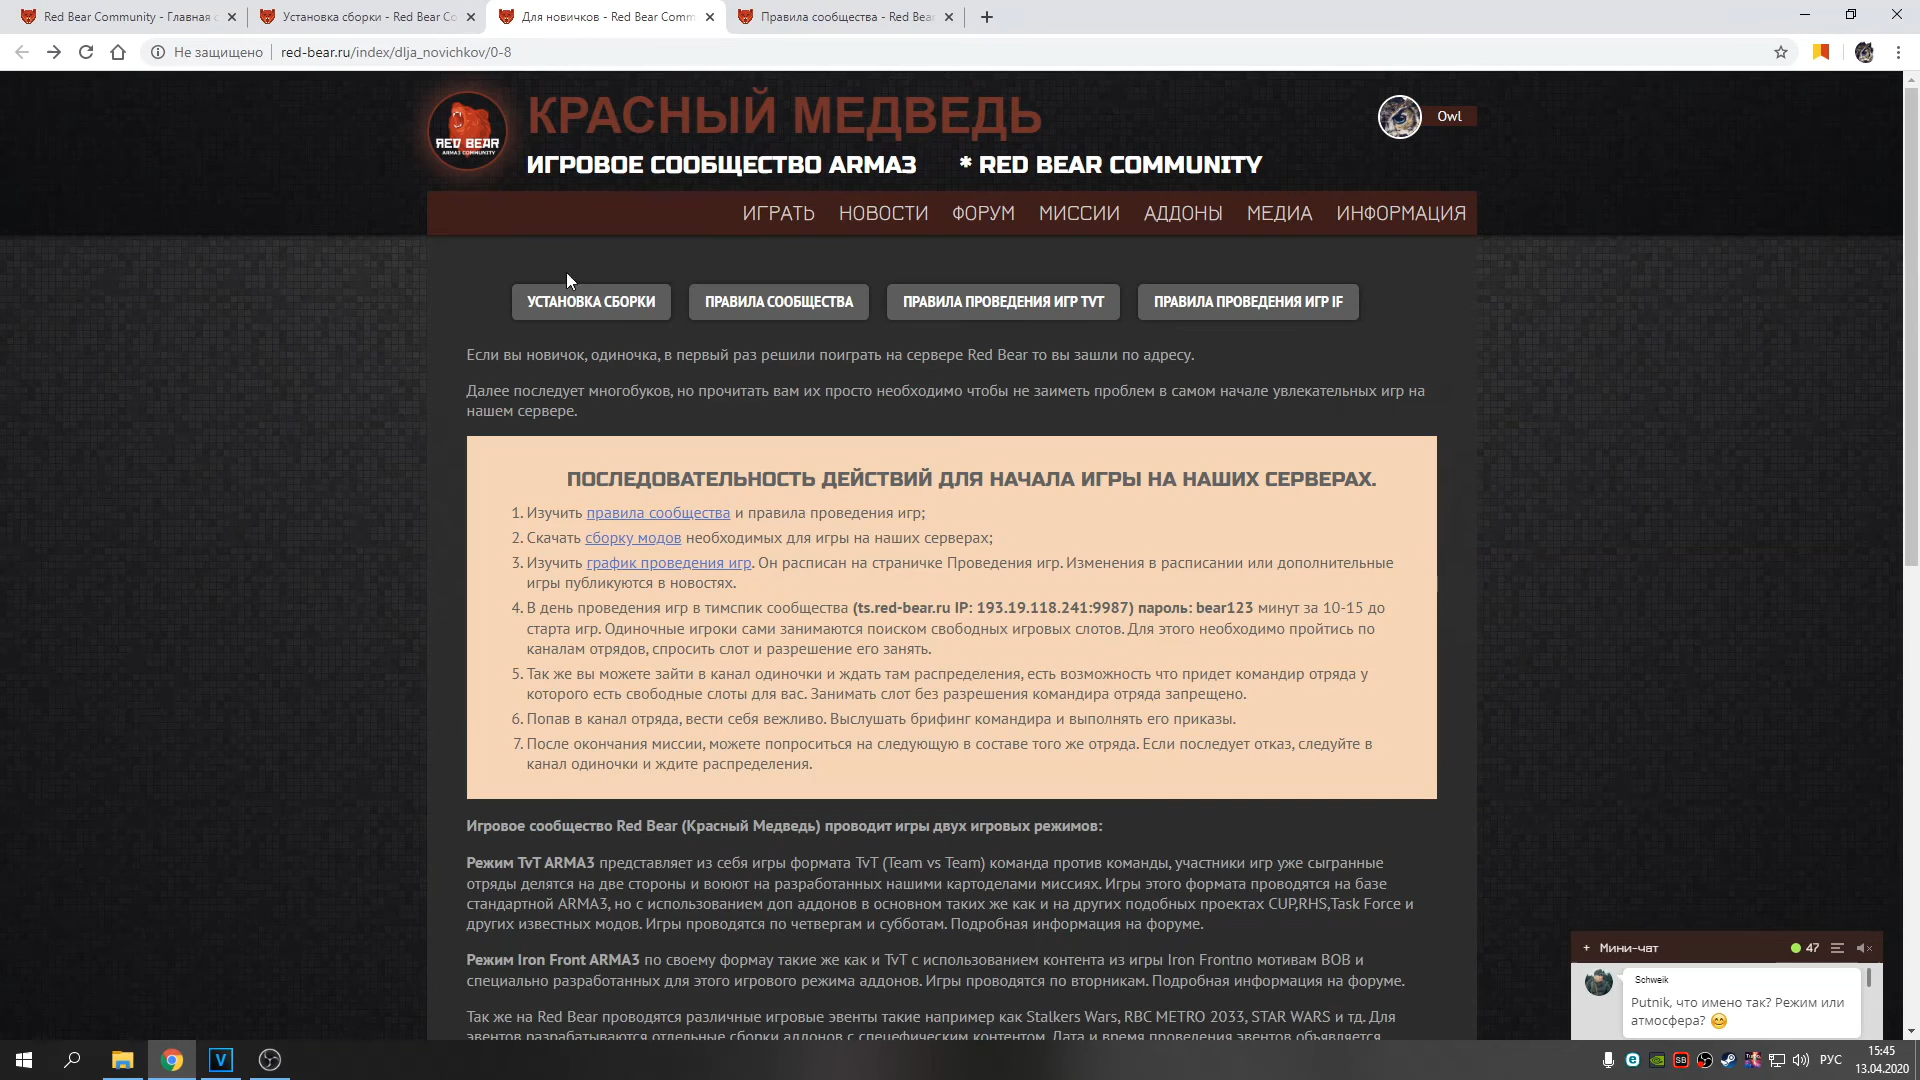 Red Bear Community - Главная
Установка сборки - Red Bear Co
Для новичков - Red Bear Comm
Правила сообщества - Red Bear
Не защищено
red-bear.ru/index/dlja_novichkov/0-8
КРАСНЫЙ МЕДВЕДЬ
RED BEAR
ARMA3 COMMUNITY
Owl
ИГРОВОЕ СООБЩЕСТВО ARMA3 * RED BEAR COMMUNITY
ИГРАТЬ НОВОСТИ ФОРУМ МИССИИ АДДОНЫ МЕДИА ИНФОРМАЦИЯ
УСТАНОВКА СБОРКИ
ПРАВИЛА СООБЩЕСТВА
ПРАВИЛА ПРОВЕДЕНИЯ ИГР TVT
ПРАВИЛА ПРОВЕДЕНИЯ ИГР IF
Если вы новичок, одиночка, в первый раз решили поиграть на сервере Red Bear то вы зашли по адресу.
Далее последует многобуков, но прочитать вам их просто необходимо чтобы не заиметь проблем в самом начале увлекательных игр на
нашем сервере.
ПОСЛЕДОВАТЕЛЬНОСТЬ ДЕЙСТВИЙ ДЛЯ НАЧАЛА ИГРЫ НА НАШИХ СЕРВЕРАХ.
1. Изучить правила сообщества и правила проведения игр;
2. Скачать сборку модов необходимых для игры на наших серверах;
3. Изучить график проведения игр. Он расписан на страничке Проведения игр. Изменения в расписании или дополнительные
игры публикуются в новостях.
4. В день проведения игр в тимспик сообщества (ts.red-bear.ru IP: 193.19.118.241:9987) пароль: bear123 минут за 10-15 до
старта игр. Одиночные игроки сами занимаются поиском свободных игровых слотов. Для этого необходимо пройтись по
каналам отрядов, спросить слот и разрешение его занять.
5. Так же вы можете зайти в канал одиночки и ждать там распределения, есть возможность что придет командир отряда у
которого есть свободные слоты для вас. Занимать слот без разрешения командира отряда запрещено.
6. Попав в канал отряда, вести себя вежливо. Выслушать брифинг командира и выполнять его приказы.
7. После окончания миссии, можете попроситься на следующую в составе того же отряда. Если последует отказ, следуйте в
канал одиночки и ждите распределения.
Игровое сообщество Red Bear (Красный Медведь) проводит игры двух игровых режимов:
Режим TvT ARMA3 представляет из себя игры формата TvT (Team vs Team) команда против команды, участники игр уже сыгранные
отряды делятся на две стороны и воюют на разработанных нашими картоделами миссиях. Игры этого формата проводятся на базе
стандартной ARMA3, но с использованием доп аддонов в основном таких же как и на других подобных проектах CUP,RHS,Task Force и
других известных модов. Игры проводятся по четвергам и субботам. Подробная информация на форуме.
Режим Iron Front ARMA3 по своему формау такие же как и TvT с использованием контента из игры Iron Frontпо мотивам ВОВ и
специально разработанных для этого игрового режима аддонов. Игры проводятся по вторникам. Подробная информация на форуме.
Так же на Red Bear проводятся различные игровые эвенты такие например как Stalkers Wars, RBC METRO 2033, STAR WARS и тд. Для
эвентов разрабатываются отдельные сборки аддонов с спецефическим контентом. Дата и время проведения эвентов объявляется
+ Мини-чат 47
Schweik
Putnik, что имено так? Режим или
атмосфера?
V
SB
РУС
15:45
13.04.2020